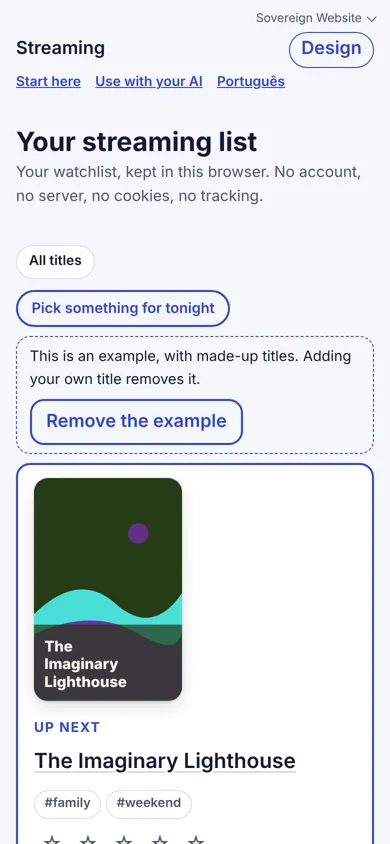 Sovereign Website
Streaming
Design
Start here Use with your AI Português
Your streaming list
Your watchlist, kept in this browser. No account,
no server, no cookies, no tracking.
All titles
Pick something for tonight
This is an example, with made-up titles. Adding
your own title removes it.
Remove the example
The
Imaginary
Lighthouse
UP NEXT
The Imaginary Lighthouse
#family #weekend